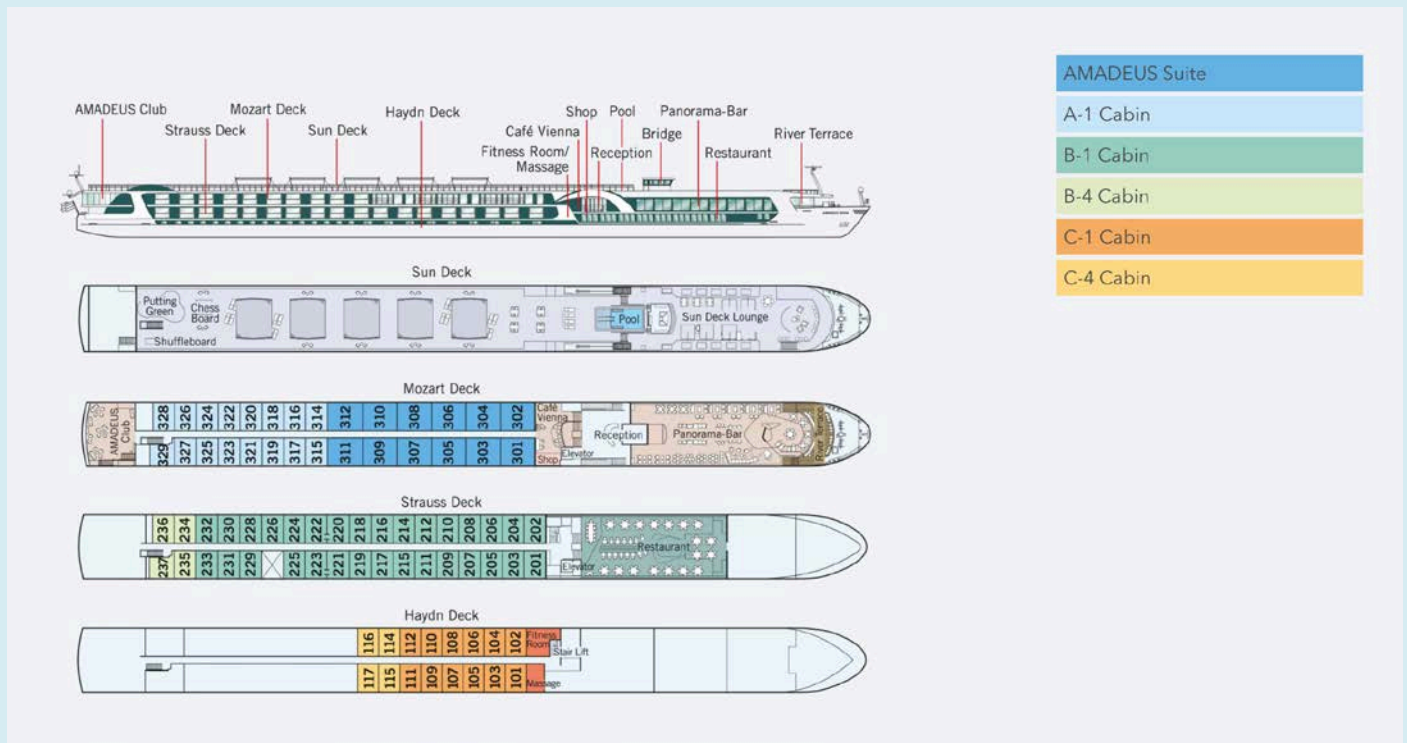 AMADEUS Club
Strauss Deck
Mozart Deck
Sun Deck
Haydn Deck
Café Vienna
Fitness Room/
Massage
Shop
Pool
Reception
Bridge
Panorama-Bar
Restaurant
River Terrace
AMADEUS Suite
A-1 Cabin
B-1 Cabin
B-4 Cabin
C-1 Cabin
C-4 Cabin
Sun Deck
Putting
Green
Chess
Board
Shuffleboard
Pool
Sun Deck Lounge
Mozart Deck
AMADEUS
Club
328 326 324 322 320 318 316 314 312 310 308 306 304 302
329 327 325 323 321 319 317 315 311 309 307 305 303 301
Café
Vienna
Shop
Elevator
Reception
Panorama-Bar
River Terrace
Strauss Deck
236 234 232 230 228 226 224 222 220 218 216 214 212 210 208 206 204 202
237 235 233 231 229 225 223 221 219 217 215 211 209 207 205 203 201
Elevator
Restaurant
Haydn Deck
116 114 112 110 108 106 104 102
117 115 111 109 107 105 103 101
Fitness
Room
Stair Lift
Massage